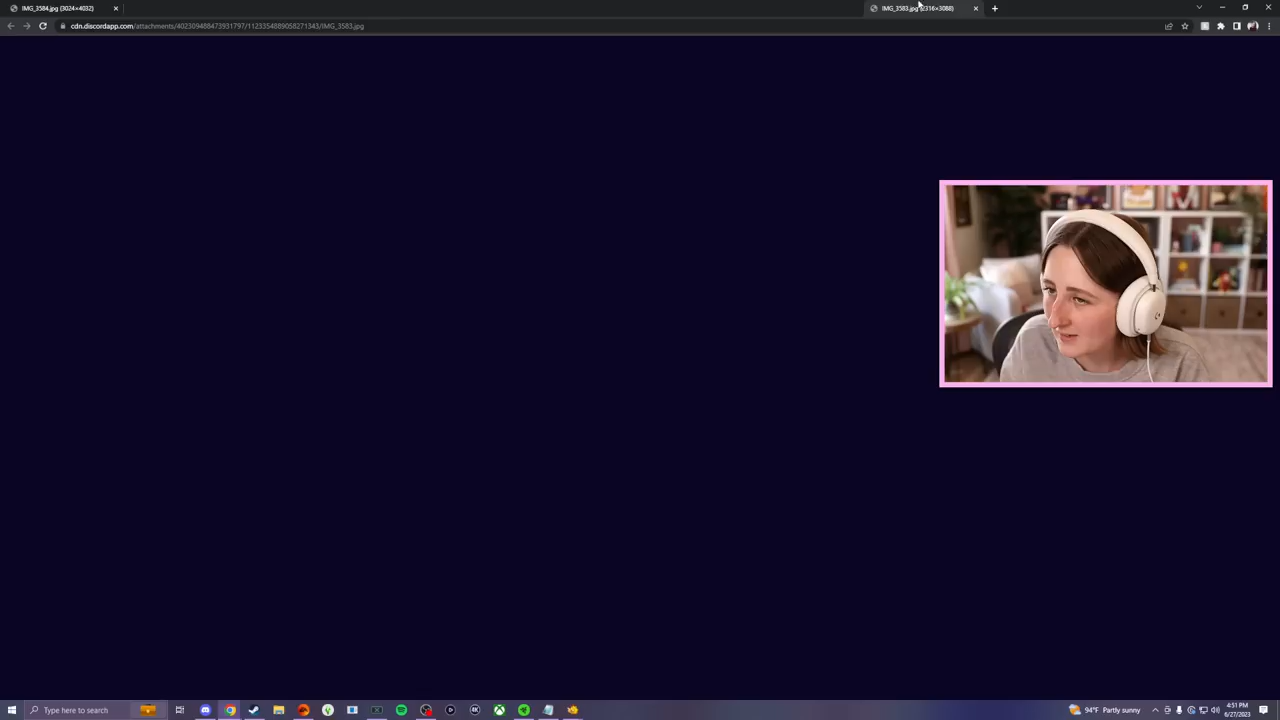 IMG_3584.jpg (3024×4032)
IMG_3583.jpg (2316×3088)
cdn.discordapp.com/attachments/402309488473931797/1123354889058271343/IMG_3583.jpg
Type here to search
94°F Partly sunny
4:51 PM
6/27/2023